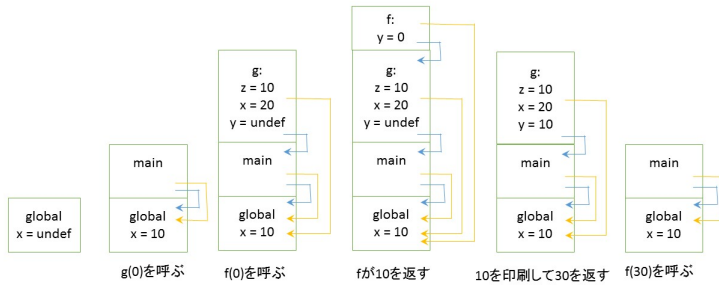 global
x = undef
main
global
x = 10
g(0)を呼ぶ
g:
z = 10
x = 20
y = undef
main
global
x = 10
f(0)を呼ぶ
f:
y = 0
g:
z = 10
x = 20
y = undef
main
global
x = 10
fが10を返す
g:
z = 10
x = 20
y = 10
main
global
x = 10
10を印刷して30を返す
main
global
x = 10
f(30)を呼ぶ